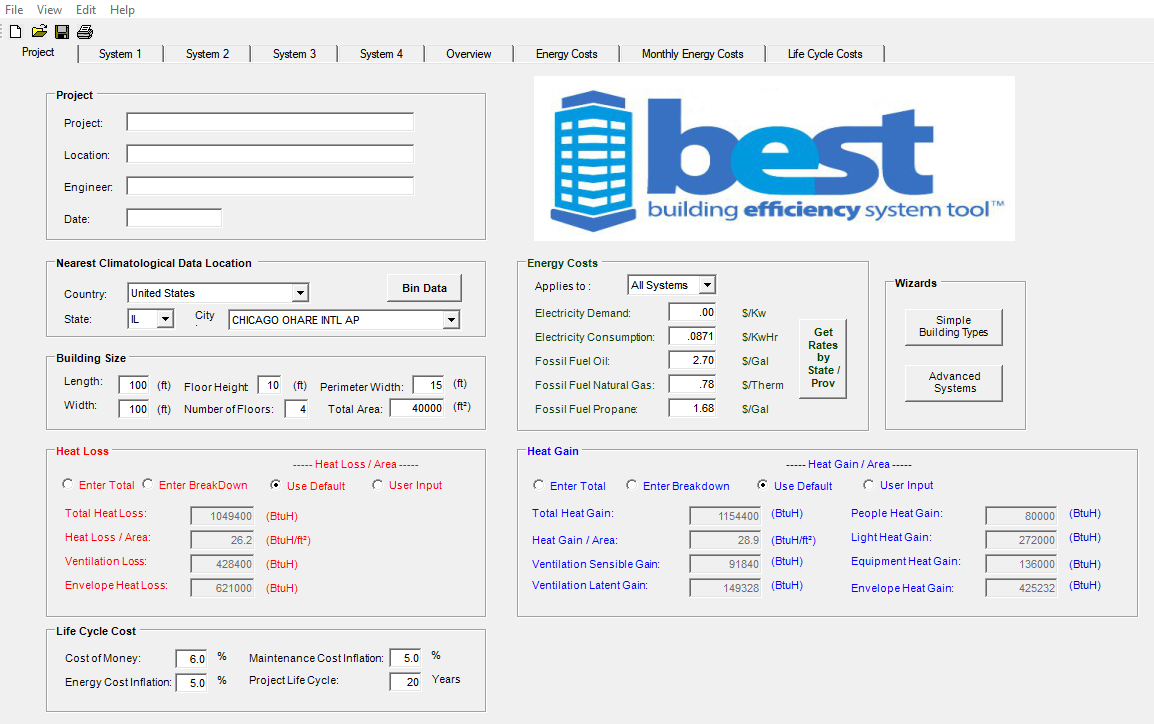 File View Edit Help
Project System 1 System 2 System 3 System 4 Overview Energy Costs Monthly Energy Costs Life Cycle Costs
Project
Project:
Location:
Engineer:
Date:
best
building efficiency system tool™
Nearest Climatological Data Location
Country: United States
Bin Data
State: IL City : CHICAGO OHARE INTL AP
Energy Costs
Applies to : All Systems
Electricity Demand: .00 $/Kw
Electricity Consumption: .0871 $/KwHr
Fossil Fuel Oil: 2.70 $/Gal
Fossil Fuel Natural Gas: .78 $/Therm
Fossil Fuel Propane: 1.68 $/Gal
Get
Rates
by
State /
Prov
Wizards
Simple
Building Types
Advanced
Systems
Building Size
Length: 100 (ft) Floor Height 10 (ft) Perimeter Width: 15 (ft)
Width: 100 (ft) Number of Floors: 4 Total Area: 40000 (ft²)
Heat Loss
----- Heat Loss / Area -----
Enter Total Enter BreakDown Use Default User Input
Total Heat Loss: 1049400 (BtuH)
Heat Loss / Area: 26.2 (BtuH/ft²)
Ventilation Loss: 428400 (BtuH)
Envelope Heat Loss: 621000 (BtuH)
Heat Gain
----- Heat Gain / Area -----
Enter Total Enter Breakdown Use Default User Input
Total Heat Gain: 1154400 (BtuH) People Heat Gain: 80000 (BtuH)
Heat Gain / Area: 28.9 (BtuH/ft²) Light Heat Gain: 272000 (BtuH)
Ventilation Sensible Gain: 91840 (BtuH) Equipment Heat Gain: 136000 (BtuH)
Ventilation Latent Gain: 149328 (BtuH) Envelope Heat Gain: 425232 (BtuH)
Life Cycle Cost
Cost of Money: 6.0 % Maintenance Cost Inflation: 5.0 %
Energy Cost Inflation: 5.0 % Project Life Cycle: 20 Years